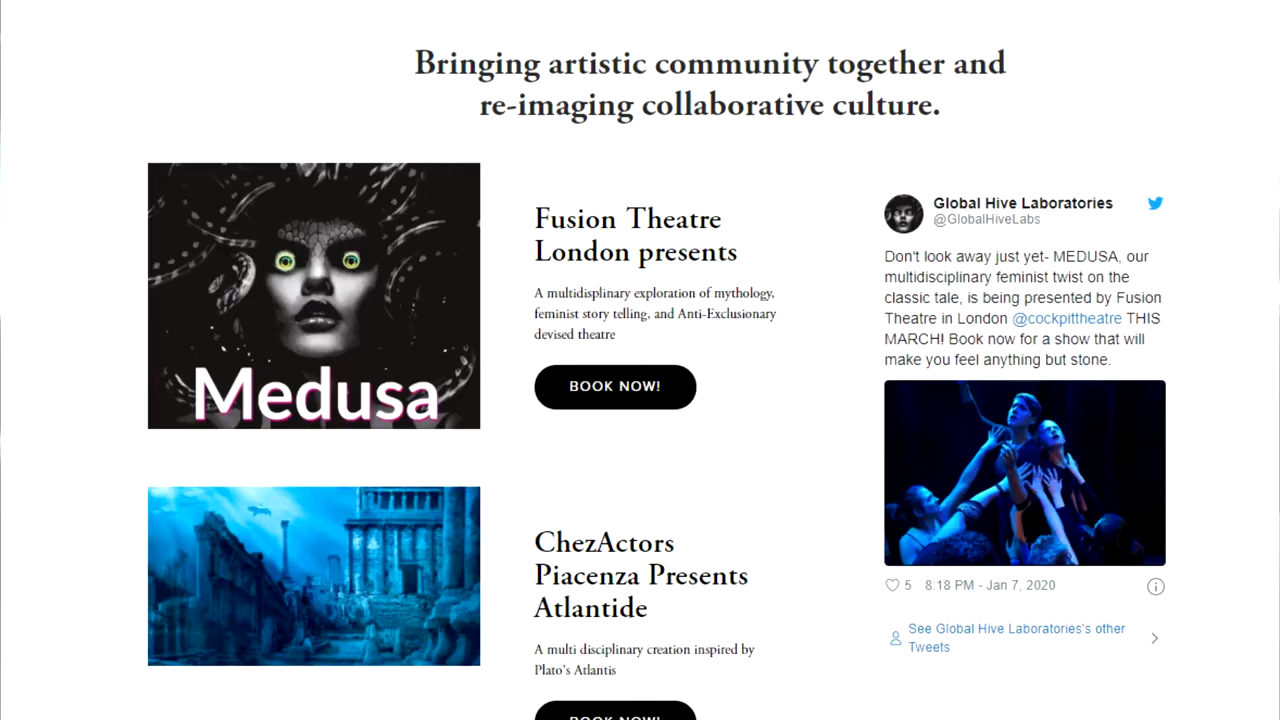 Bringing artistic community together and
re-imaging collaborative culture.
Medusa
Fusion Theatre
London presents
A multidisplinary exploration of mythology,
feminist story telling, and Anti-Exclusionary
devised theatre
BOOK NOW!
ChezActors
Piacenza Presents
Atlantide
A multi disciplinary creation inspired by
Plato's Atlantis
BOOK NOW!
Global Hive Laboratories
@GlobalHiveLabs
Don't look away just yet- MEDUSA, our
multidisciplinary feminist twist on the
classic tale, is being presented by Fusion
Theatre in London @cockpittheatre THIS
MARCH! Book now for a show that will
make you feel anything but stone.
5 8:18 PM - Jan 7, 2020
See Global Hive Laboratories's other
Tweets